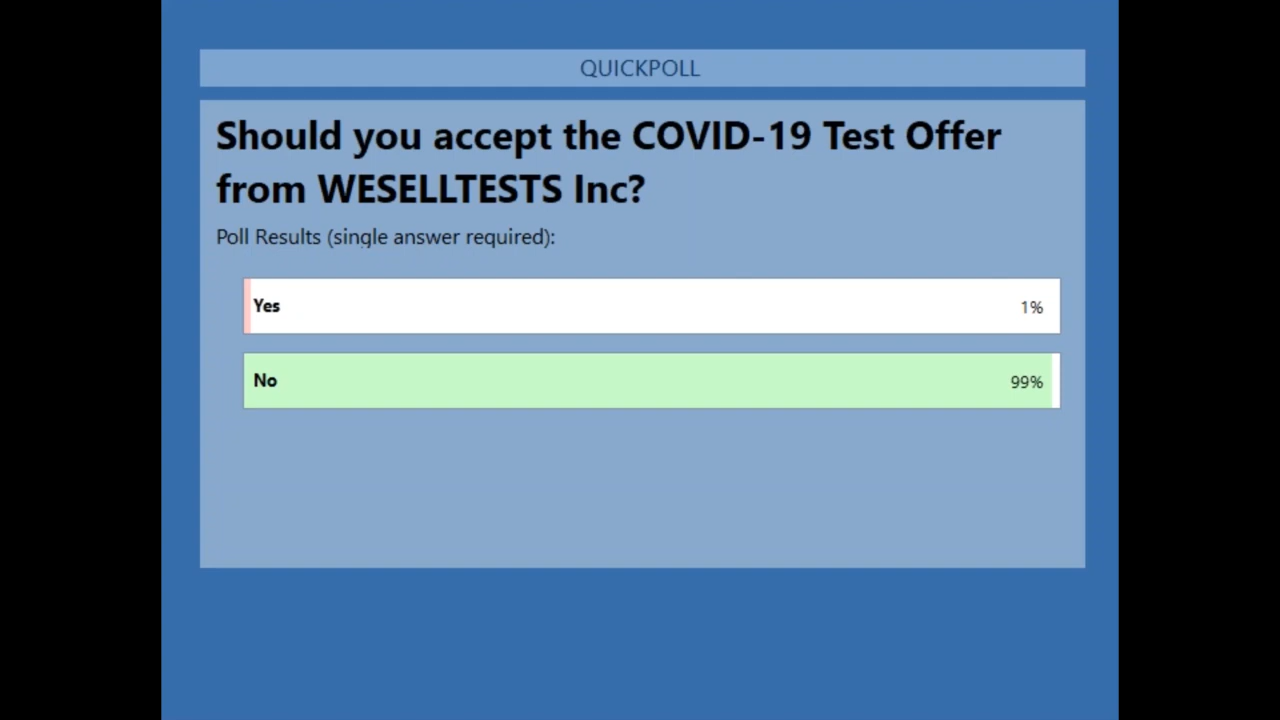 QUICKPOLL
Should you accept the COVID-19 Test Offer
from WESELLTESTS Inc?
Poll Results (single answer required):
Yes 1%
No 99%